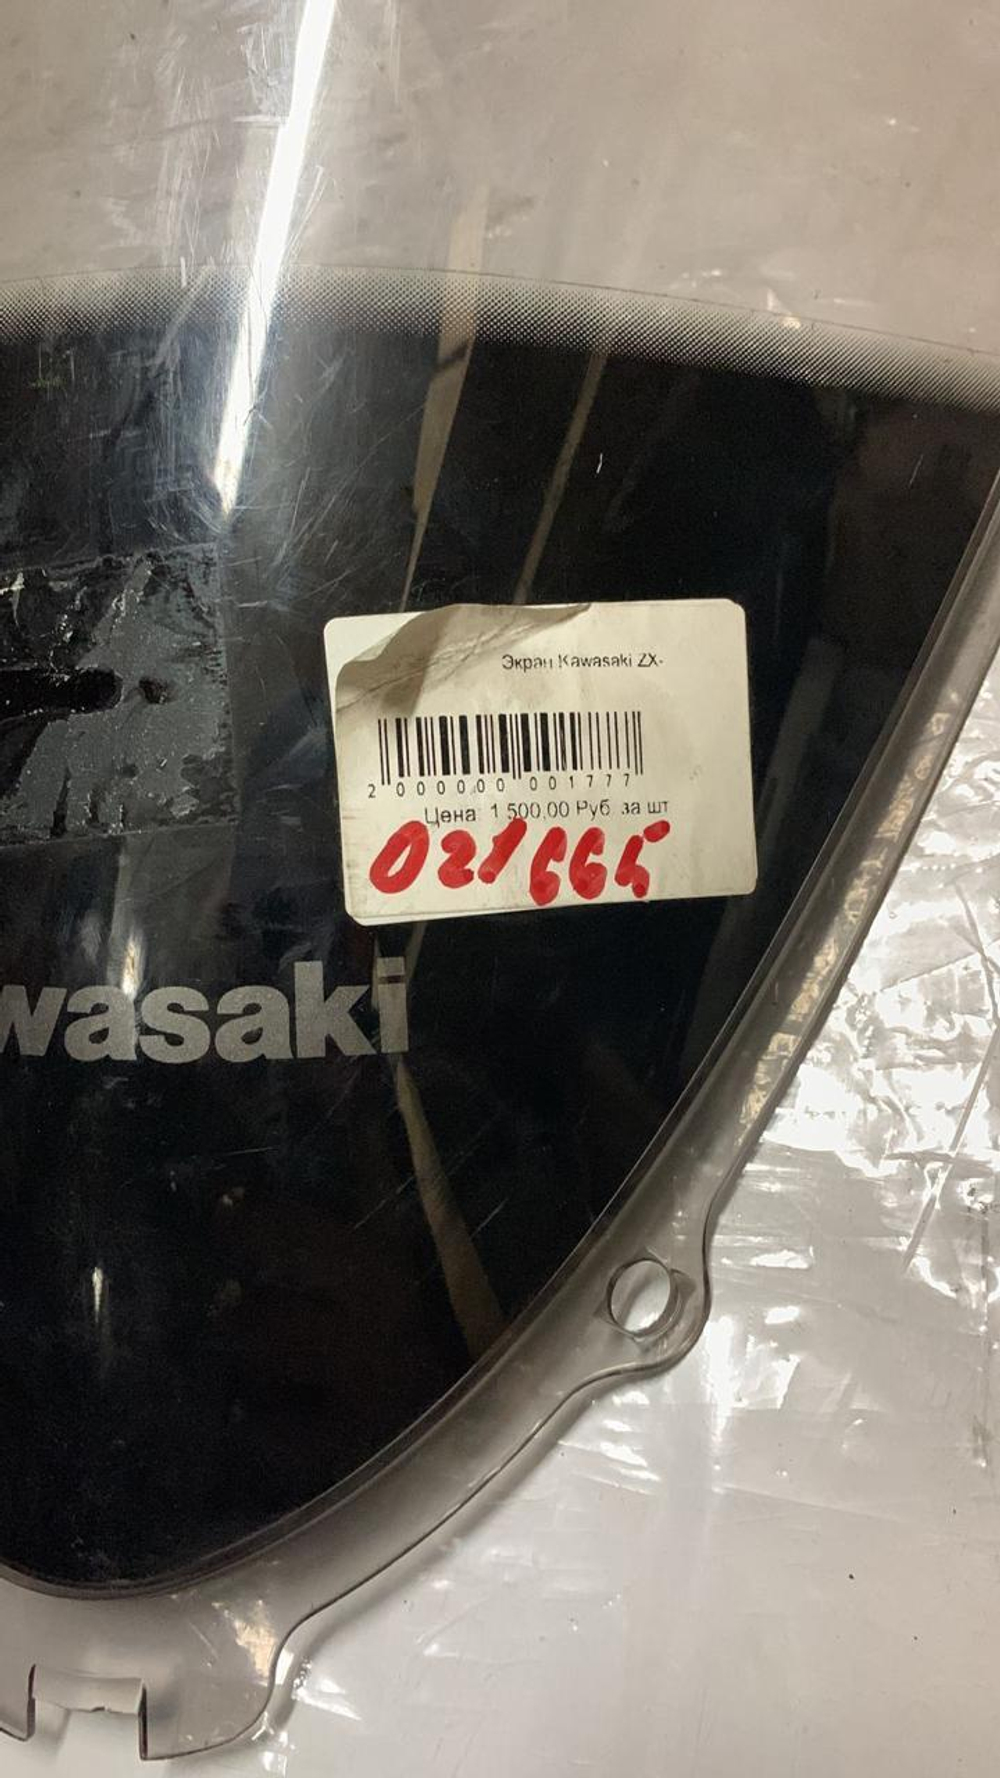 Экран Kawasaki ZX-
2 000000 001777
Цена: 1 500,00 Руб. за шт
021665
wasaki